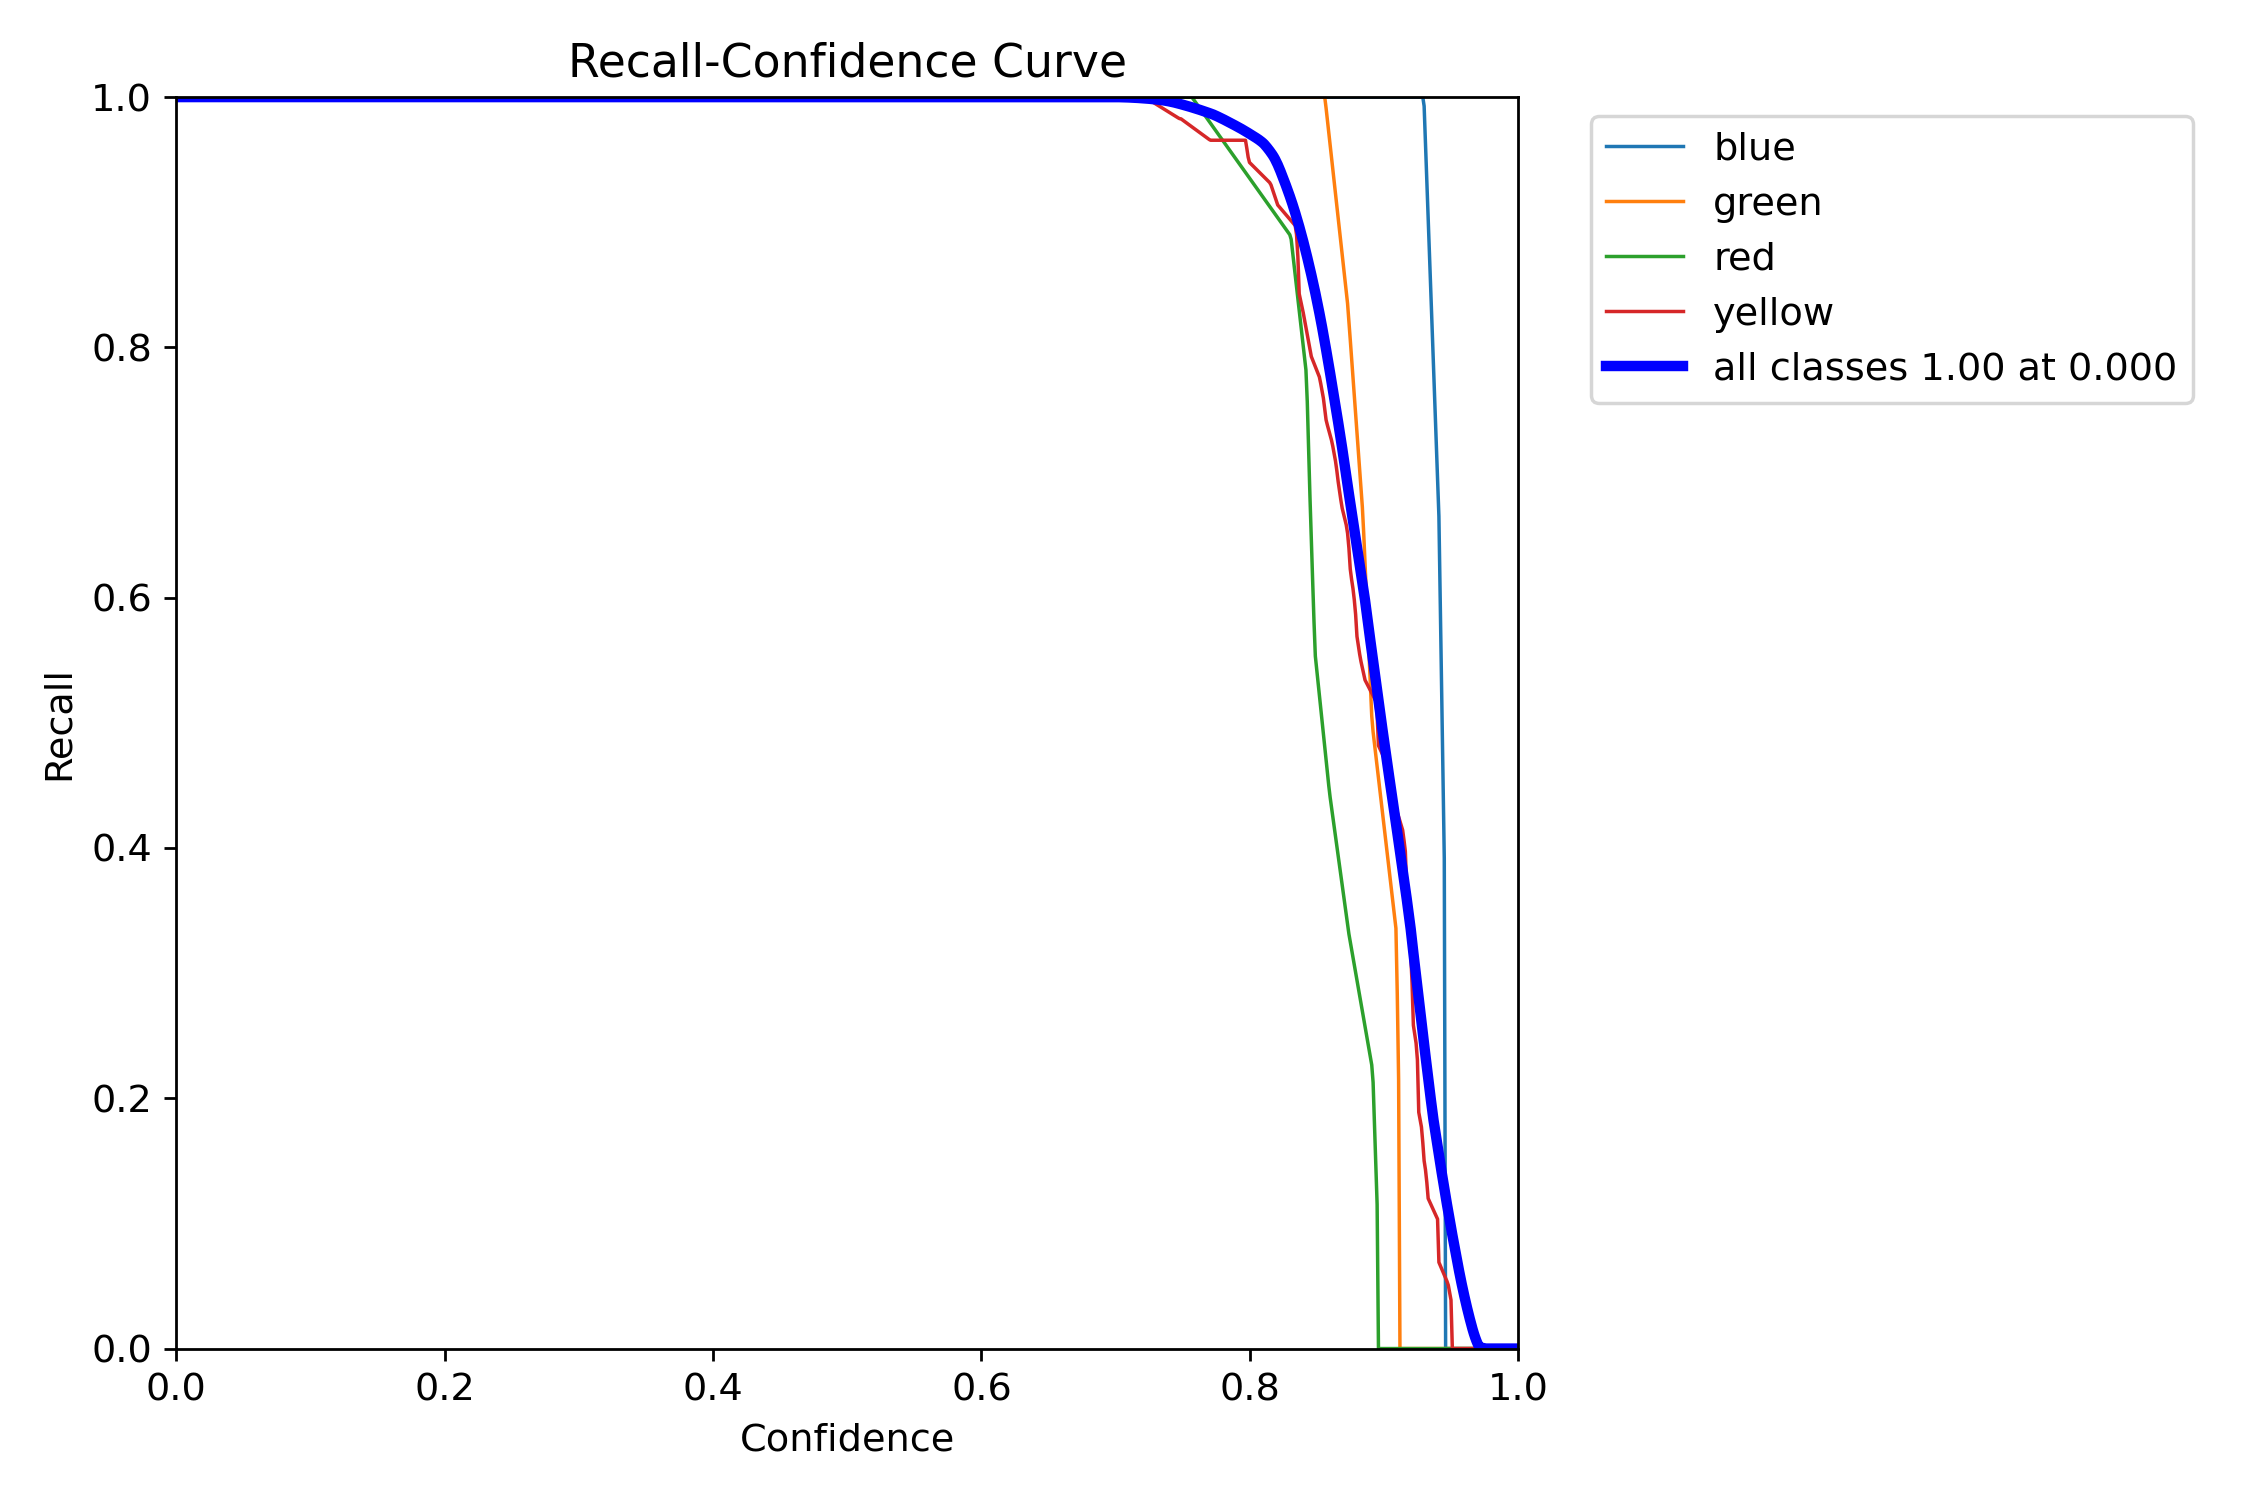 Recall-Confidence Curve
1.0
0.8
0.6
0.4
0.2
0.0
Recall
0.0 0.2 0.4 0.6 0.8 1.0
Confidence
blue
green
red
yellow
all classes 1.00 at 0.000